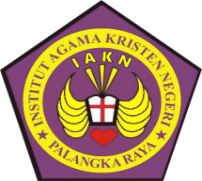 INSTITUT AGAMA KRISTEN NEGERI
IAKN
PALANGKA RAYA